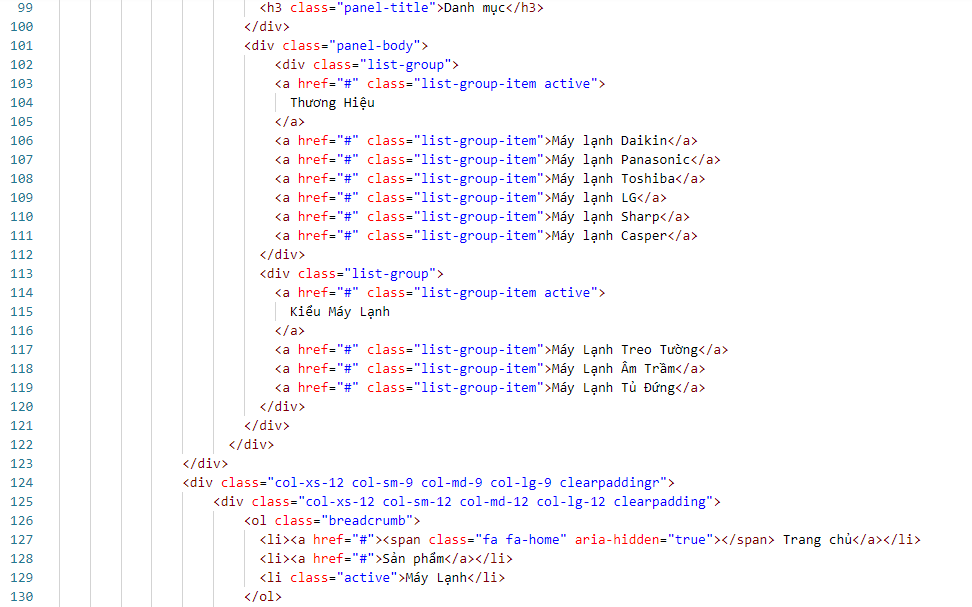 99 <h3 class="panel-title">Danh mục</h3>
100 </div>
101 <div class="panel-body">
102 <div class="list-group">
103 <a href="#" class="list-group-item active">
104 Thương Hiệu
105 </a>
106 <a href="#" class="list-group-item">Máy lạnh Daikin</a>
107 <a href="#" class="list-group-item">Máy lạnh Panasonic</a>
108 <a href="#" class="list-group-item">Máy lạnh Toshiba</a>
109 <a href="#" class="list-group-item">Máy lạnh LG</a>
110 <a href="#" class="list-group-item">Máy lạnh Sharp</a>
111 <a href="#" class="list-group-item">Máy lạnh Casper</a>
112 </div>
113 <div class="list-group">
114 <a href="#" class="list-group-item active">
115 Kiểu Máy Lạnh
116 </a>
117 <a href="#" class="list-group-item">Máy Lạnh Treo Tường</a>
118 <a href="#" class="list-group-item">Máy Lạnh Âm Trầm</a>
119 <a href="#" class="list-group-item">Máy Lạnh Tủ Đứng</a>
120 </div>
121 </div>
122 </div>
123 </div>
124 <div class="col-xs-12 col-sm-9 col-md-9 col-lg-9 clearpaddingr">
125 <div class="col-xs-12 col-sm-12 col-md-12 col-lg-12 clearpadding">
126 <ol class="breadcrumb">
127 <li><a href="#"><span class="fa fa-home" aria-hidden="true"></span> Trang chủ</a></li>
128 <li><a href="#">Sản phẩm</a></li>
129 <li class="active">Máy Lạnh</li>
130 </ol>